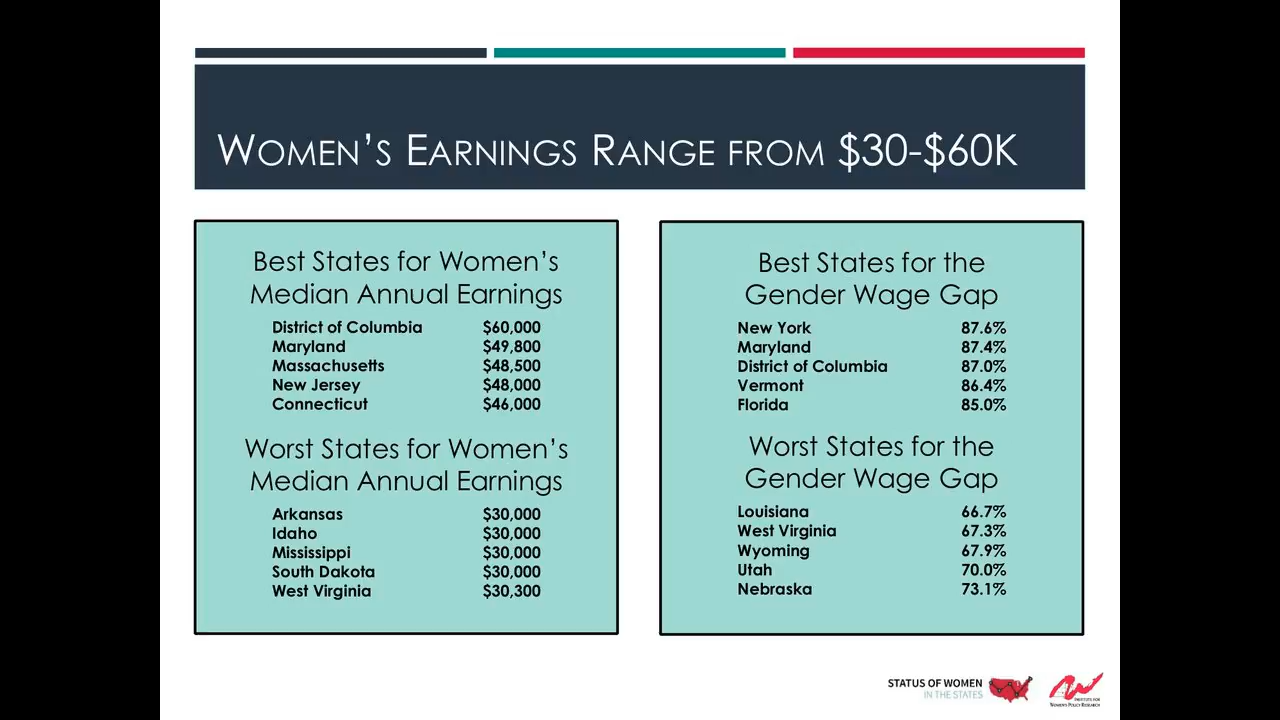 WOMEN'S EARNINGS RANGE FROM $30-$60K
Best States for Women's
Median Annual Earnings
District of Columbia $60,000
Maryland $49,800
Massachusetts $48,500
New Jersey $48,000
Connecticut $46,000
Worst States for Women's
Median Annual Earnings
Arkansas $30,000
Idaho $30,000
Mississippi $30,000
South Dakota $30,000
West Virginia $30,300
Best States for the
Gender Wage Gap
New York 87.6%
Maryland 87.4%
District of Columbia 87.0%
Vermont 86.4%
Florida 85.0%
Worst States for the
Gender Wage Gap
Louisiana 66.7%
West Virginia 67.3%
Wyoming 67.9%
Utah 70.0%
Nebraska 73.1%
STATUS OF WOMEN
IN THE STATES
INSTITUTE FOR
WOMEN'S POLICY RESEARCH